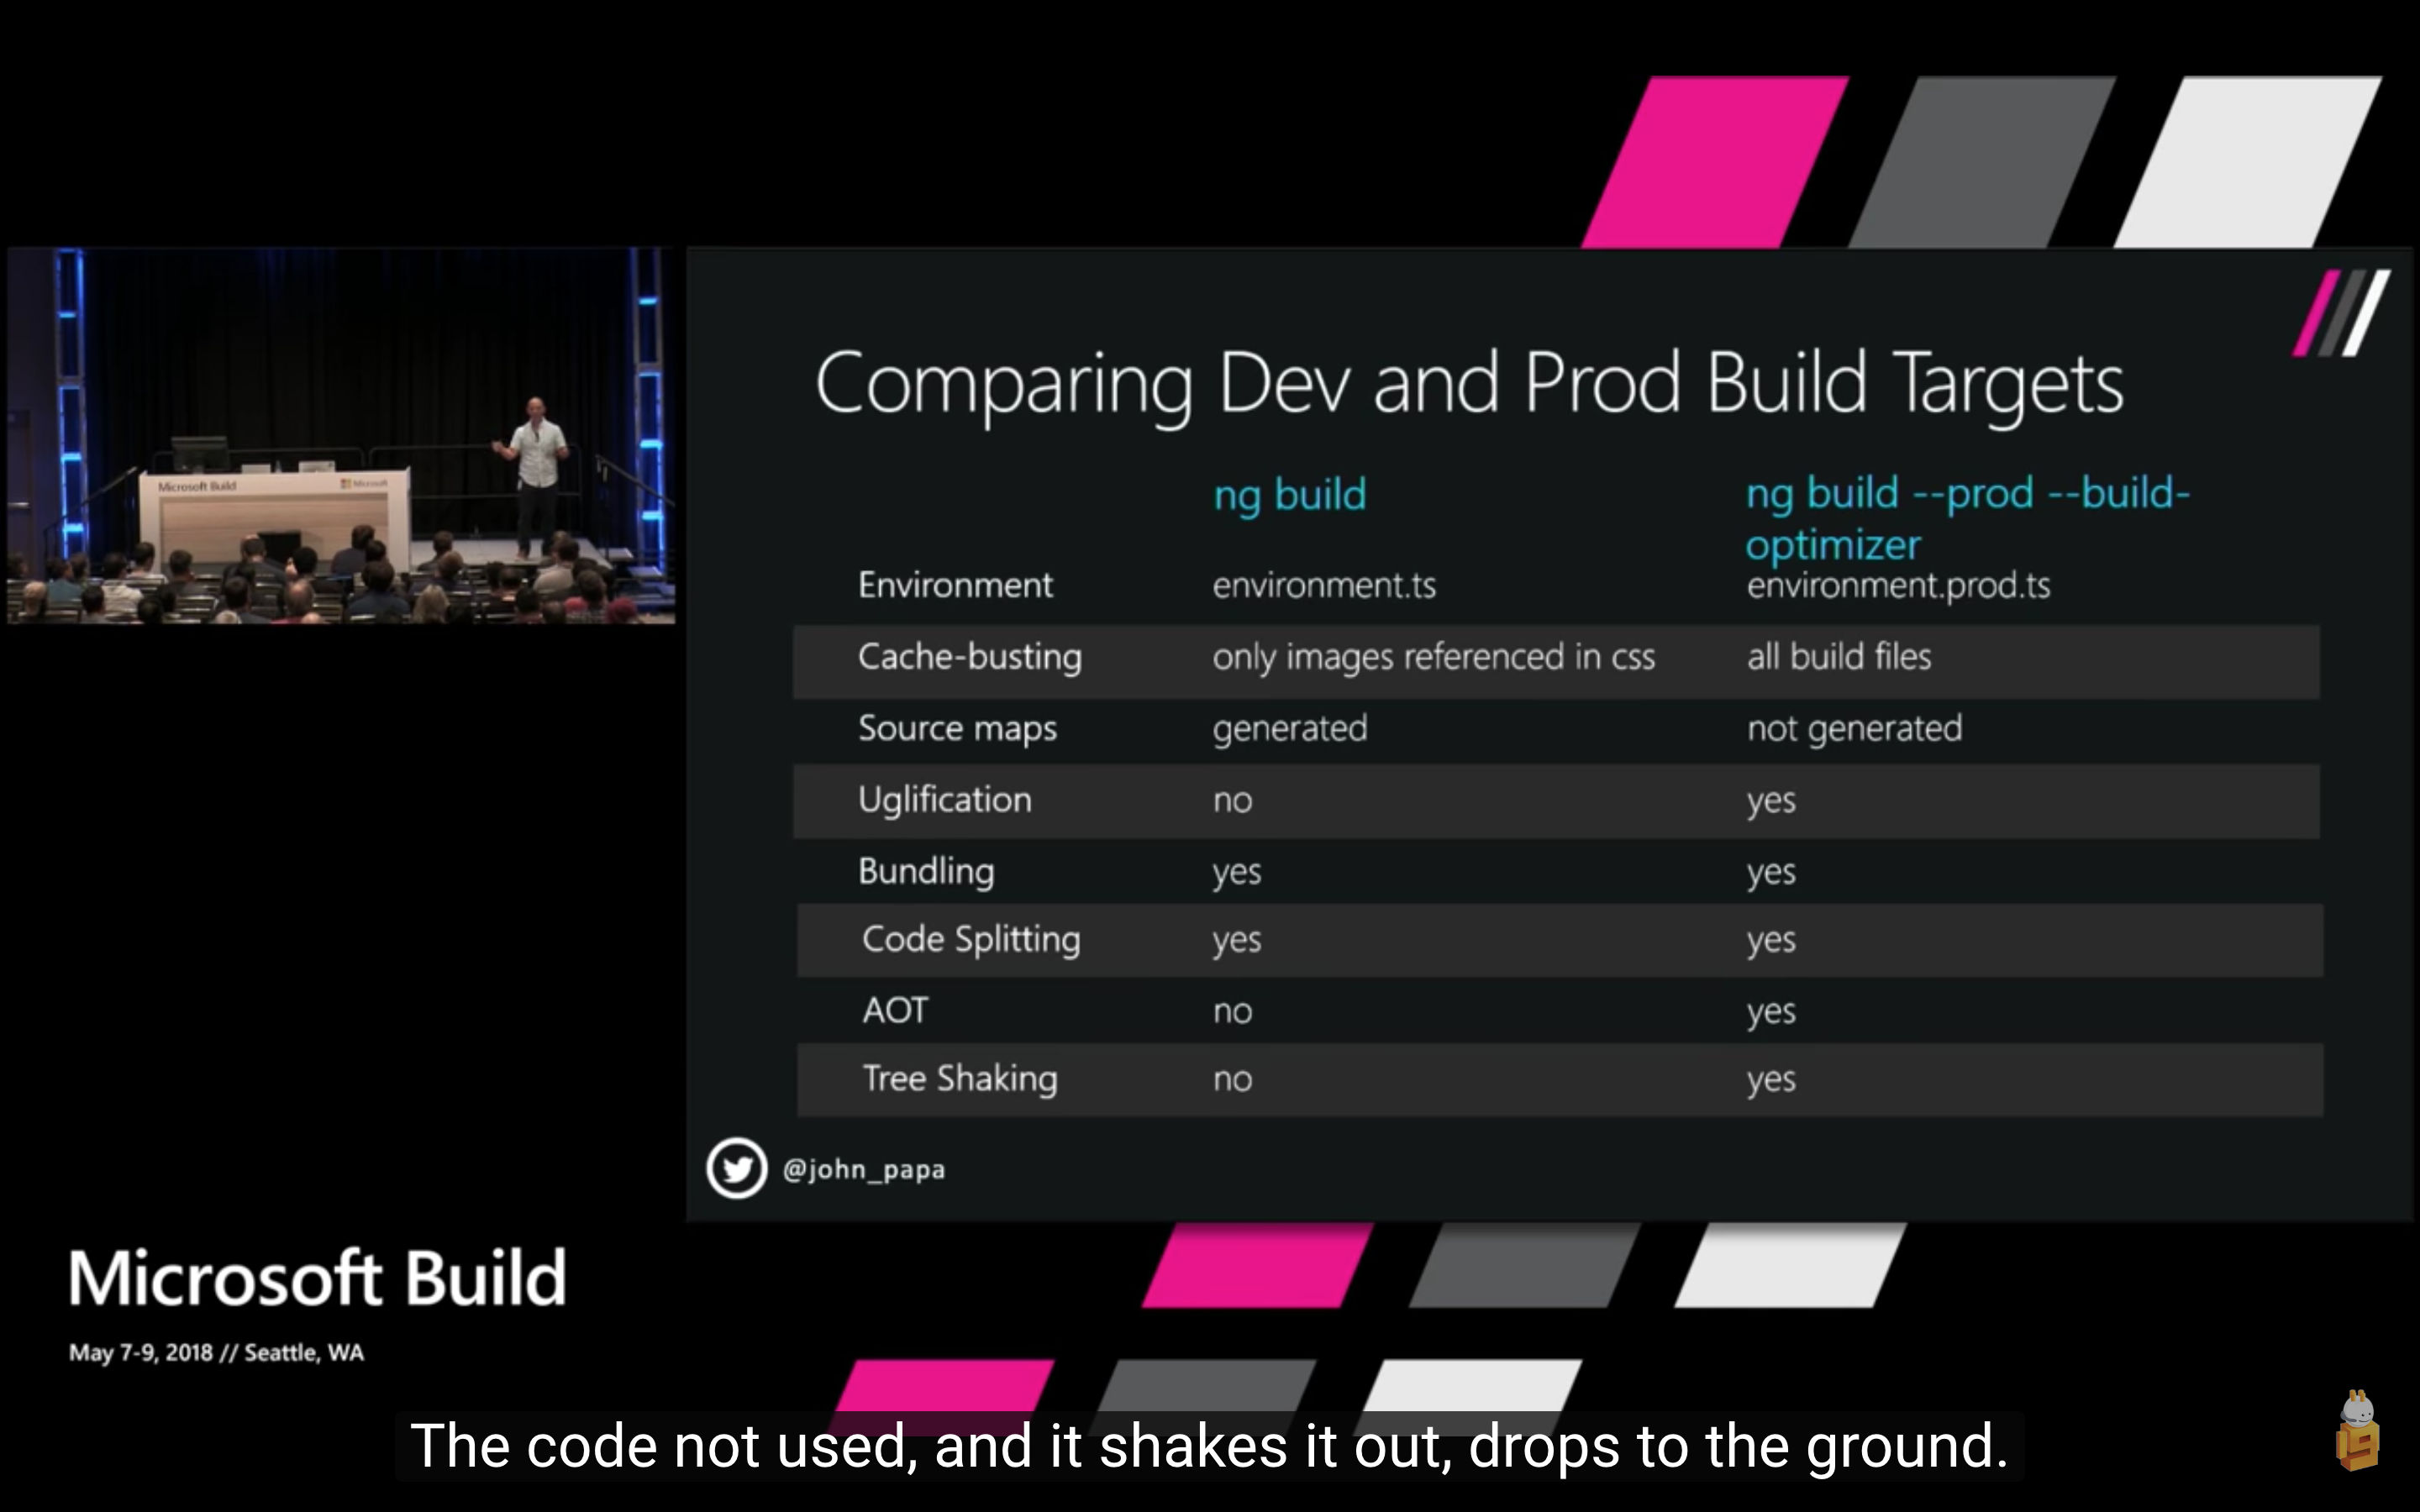 Comparing Dev and Prod Build Targets
ng build
ng build --prod --build-
optimizer
Environment environment.ts environment.prod.ts
Cache-busting only images referenced in css all build files
Source maps generated not generated
Uglification no yes
Bundling yes yes
Code Splitting yes yes
AOT no yes
Tree Shaking no yes
@john_papa
Microsoft Build
Microsoft
Microsoft Build
May 7-9, 2018 // Seattle, WA
The code not used, and it shakes it out, drops to the ground.